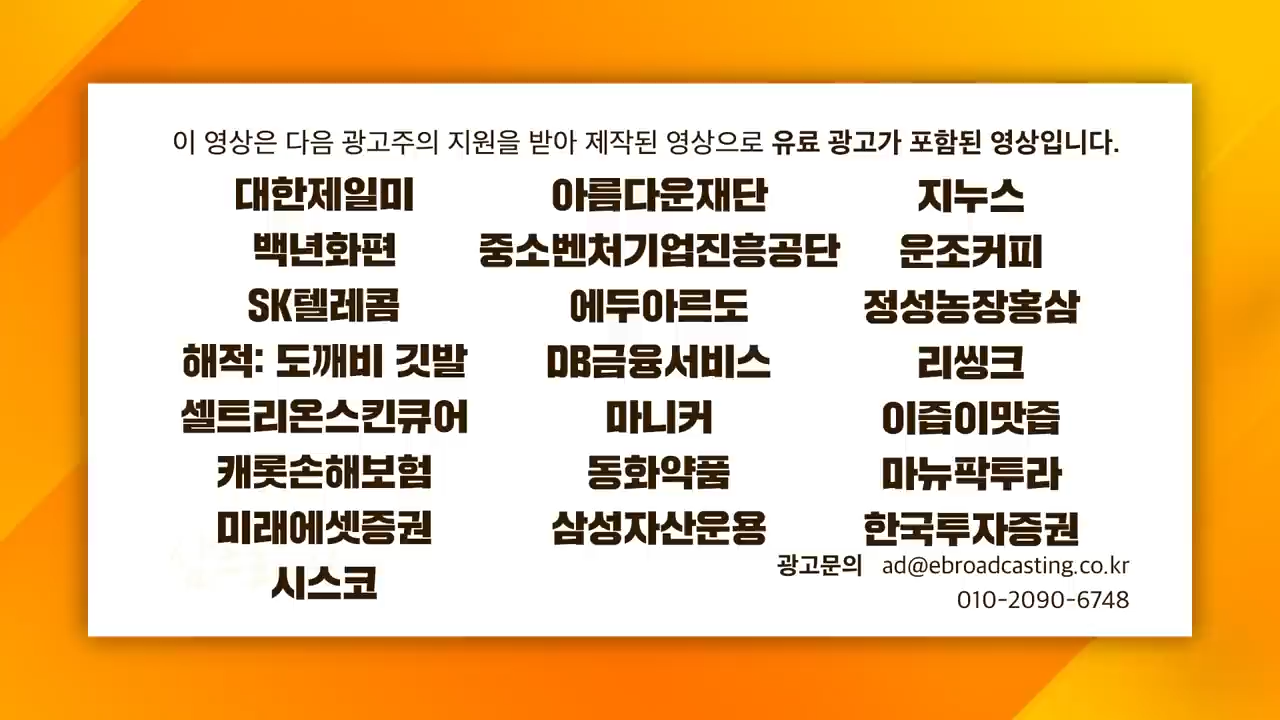 이 영상은 다음 광고주의 지원을 받아 제작된 영상으로 유료 광고가 포함된 영상입니다.
대한제일미 아름다운재단 지누스
백년화편 중소벤처기업진흥공단 운조커피
SK텔레콤 에두아르도 정성농장홍삼
해적: 도깨비 깃발 DB금융서비스 리씽크
셀트리온스킨큐어 마니커 이즙이맛즙
캐롯손해보험 동화약품 마뉴팍투라
미래에셋증권 삼성자산운용 한국투자증권
시스코
광고문의 ad@ebroadcasting.co.kr
010-2090-6748